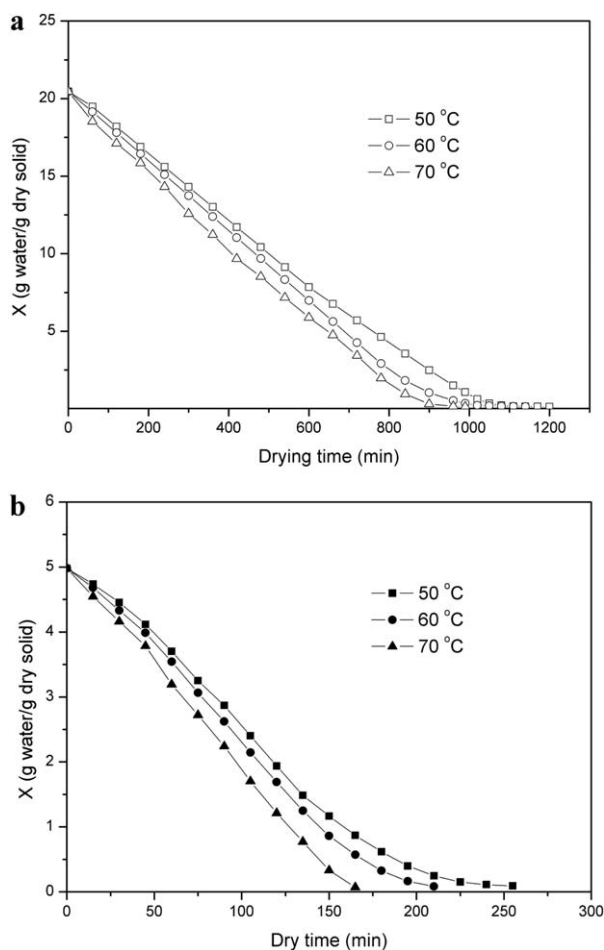 a
25
20
15
10
5
X (g water/g dry solid)
50 °C
60 °C
70 °C
0 200 400 600 800 1000 1200
Drying time (min)
b
6
5
4
3
2
1
0
X (g water/g dry solid)
50 °C
60 °C
70 °C
0 50 100 150 200 250 300
Dry time (min)